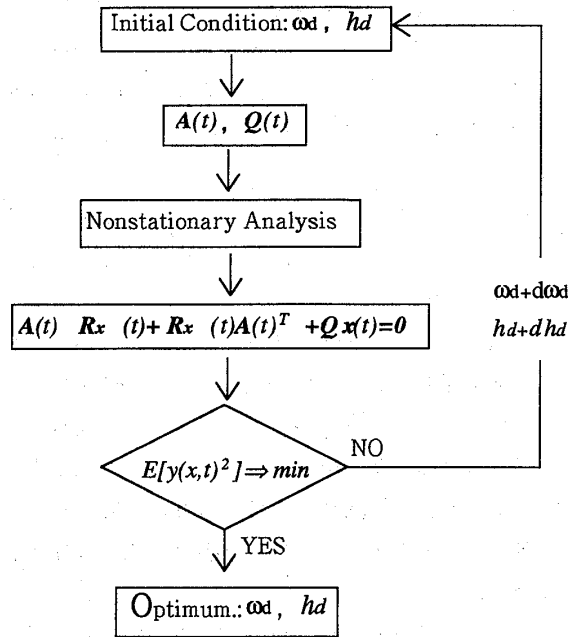 Initial Condition: ωd, hd
A(t), Q(t)
Nonstationary Analysis
A(t) Rx (t)+ Rx (t)A(t)^T +Q x(t)=0
ωd+dωd
hd+dhd
E[y(x,t)²]⇒min
NO
YES
Optimum.: ωd, hd